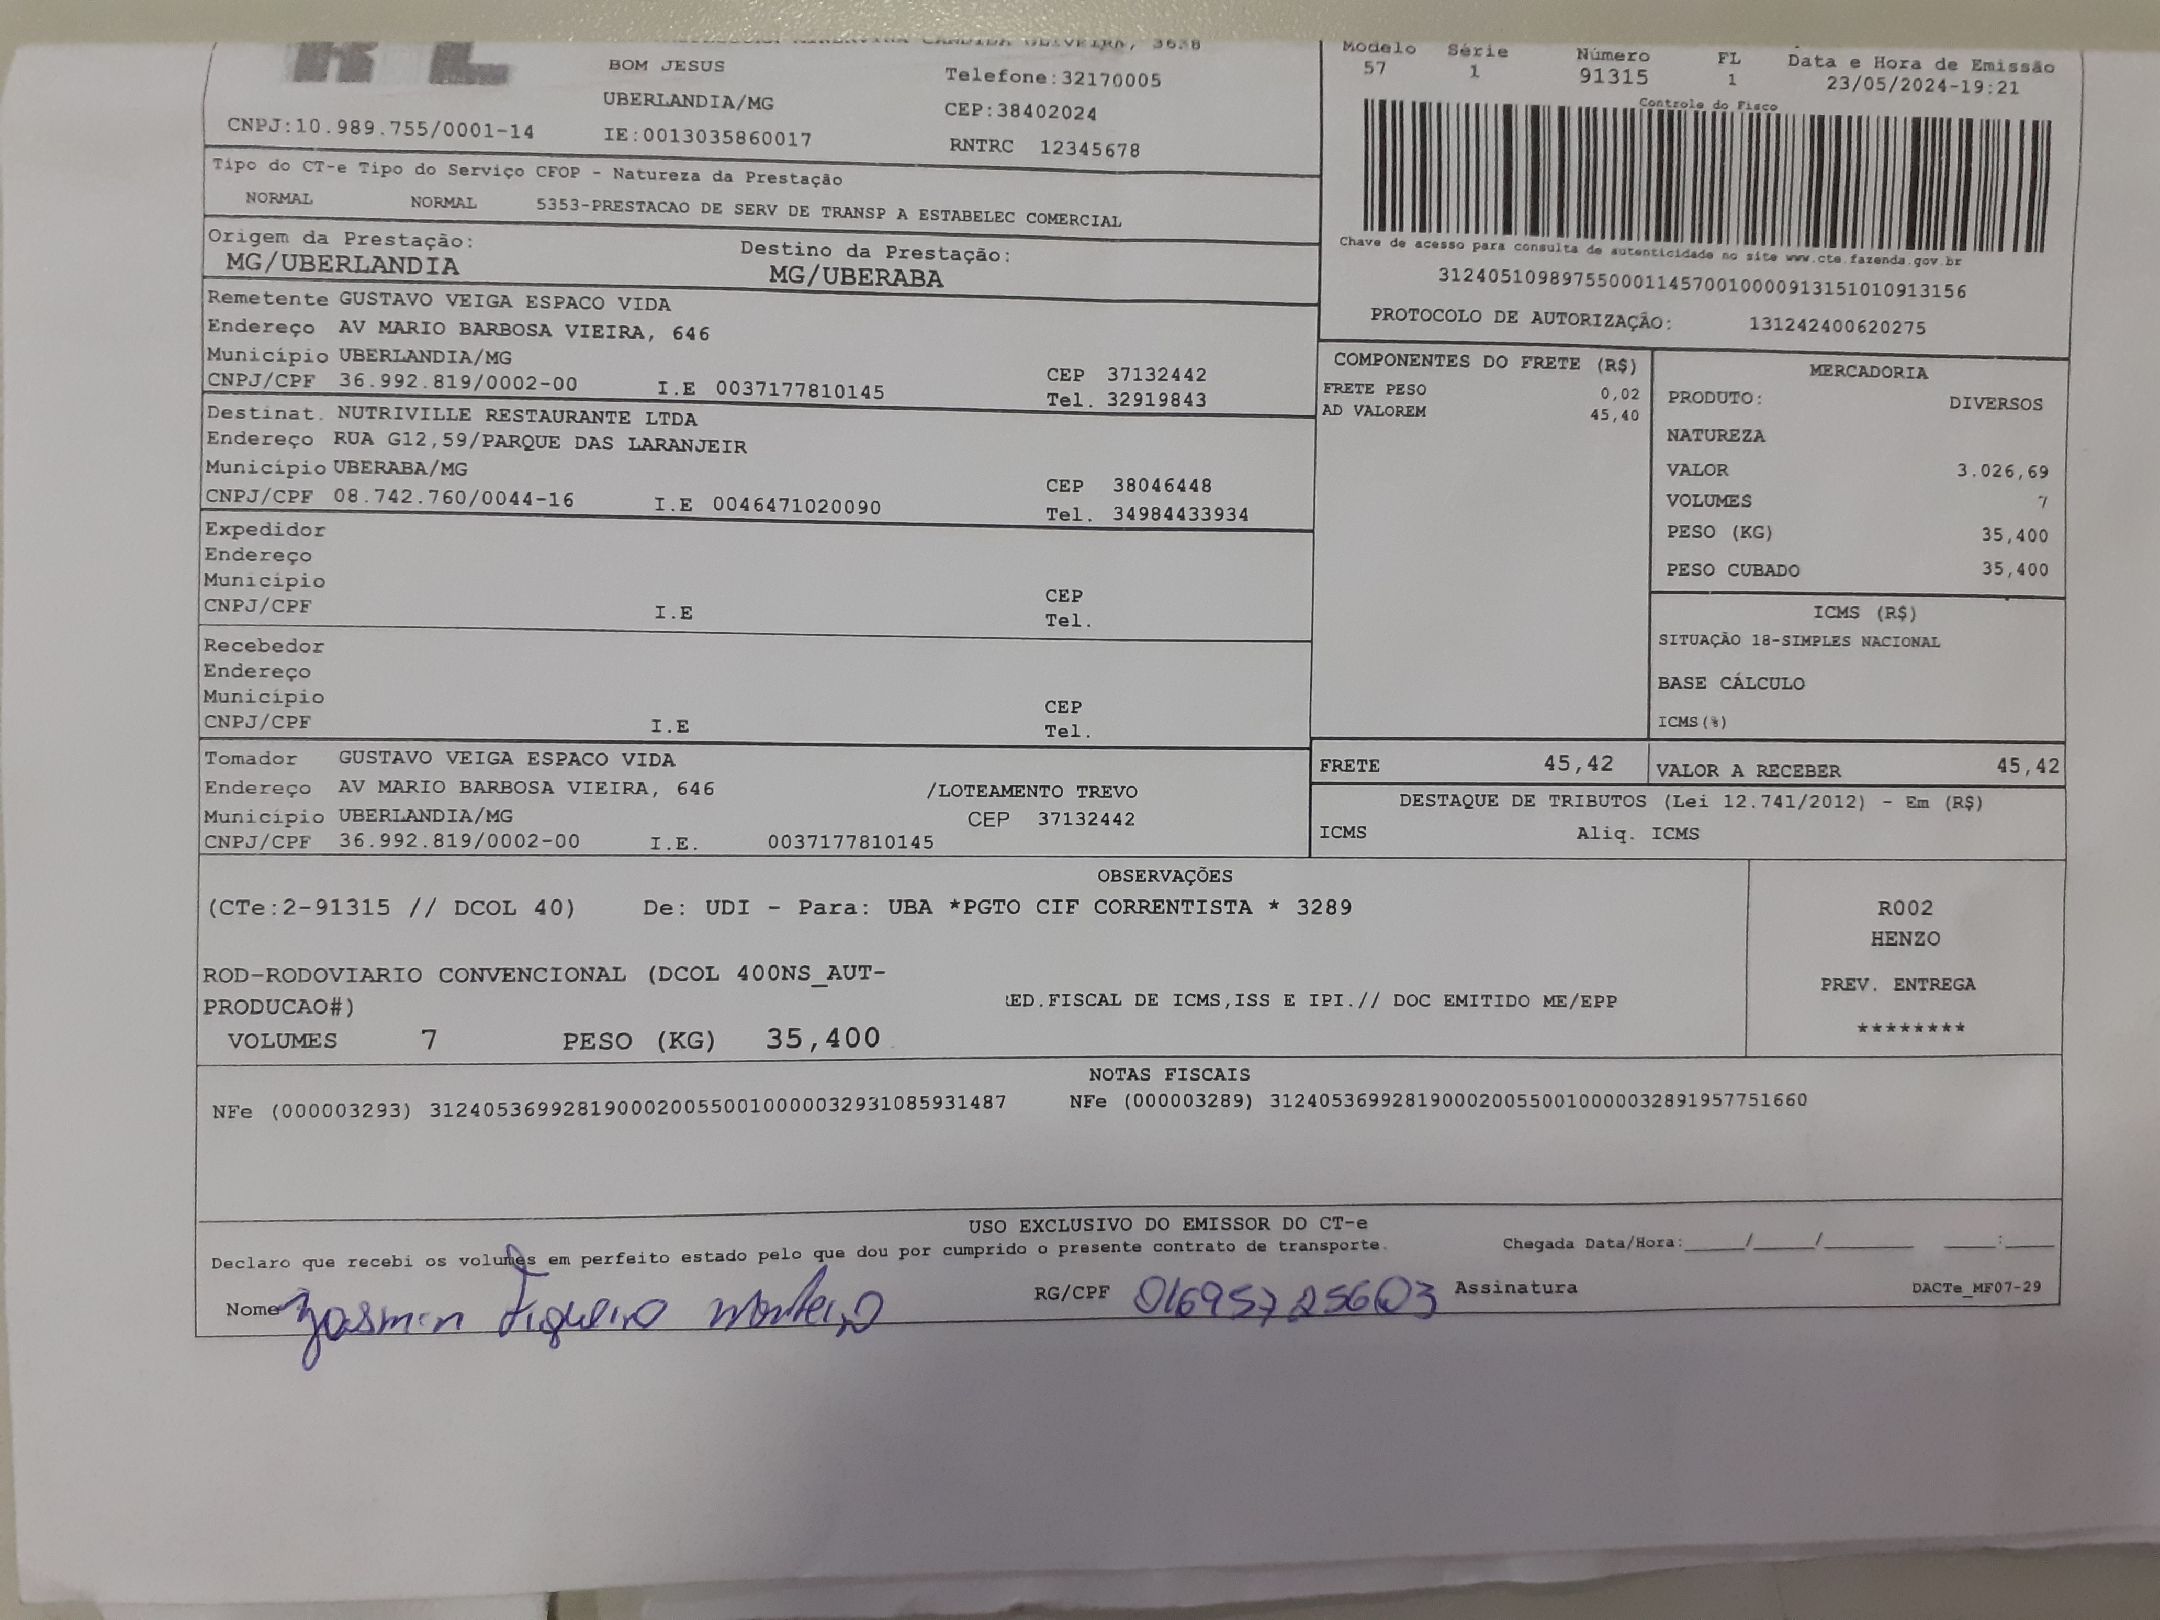 CANDIDA OLIVEIRA, 3638
BOM JESUS
Telefone:32170005
UBERLANDIA/MG
CEP:38402024
CNPJ:10.989.755/0001-14
IE:0013035860017
RNTRC 12345678
Modelo Série Número FL Data e Hora de Emissão
57 1 91315 1 23/05/2024-19:21
Controle do Fisco
Chave de acesso para consulta de autenticidade no site www.cte.fazenda.gov.br
31240510989755000114570010000913151010913156
PROTOCOLO DE AUTORIZAÇÃO: 131242400620275
Tipo do CT-e Tipo do Serviço CFOP - Natureza da Prestação
NORMAL NORMAL 5353-PRESTACAO DE SERV DE TRANSP A ESTABELEC COMERCIAL
Origem da Prestação: Destino da Prestação:
MG/UBERLANDIA MG/UBERABA
Remetente GUSTAVO VEIGA ESPACO VIDA
Endereço AV MARIO BARBOSA VIEIRA, 646
Município UBERLANDIA/MG CEP 37132442
CNPJ/CPF 36.992.819/0002-00 I.E 0037177810145 Tel. 32919843
Destinat. NUTRIVILLE RESTAURANTE LTDA
Endereço RUA G12,59/PARQUE DAS LARANJEIR
Município UBERABA/MG CEP 38046448
CNPJ/CPF 08.742.760/0044-16 I.E 0046471020090 Tel. 34984433934
Expedidor
Endereço
Município CEP
CNPJ/CPF I.E Tel.
Recebedor
Endereço
Município CEP
CNPJ/CPF I.E Tel.
Tomador GUSTAVO VEIGA ESPACO VIDA
Endereço AV MARIO BARBOSA VIEIRA, 646 /LOTEAMENTO TREVO
Município UBERLANDIA/MG CEP 37132442
CNPJ/CPF 36.992.819/0002-00 I.E. 0037177810145
COMPONENTES DO FRETE (R$)
FRETE PESO 0,02
AD VALOREM 45,40
MERCADORIA
PRODUTO: DIVERSOS
NATUREZA
VALOR 3.026,69
VOLUMES 7
PESO (KG) 35,400
PESO CUBADO 35,400
ICMS (R$)
SITUAÇÃO 18-SIMPLES NACIONAL
BASE CÁLCULO
ICMS(%)
FRETE 45,42 VALOR A RECEBER 45,42
DESTAQUE DE TRIBUTOS (Lei 12.741/2012) - Em (R$)
ICMS Aliq. ICMS
OBSERVAÇÕES
(CTe:2-91315 // DCOL 40) De: UDI - Para: UBA *PGTO CIF CORRENTISTA * 3289
ROD-RODOVIARIO CONVENCIONAL (DCOL 400NS_AUT-
PRODUCAO#) ED.FISCAL DE ICMS,ISS E IPI.// DOC EMITIDO ME/EPP
VOLUMES 7 PESO (KG) 35,400
R002
HENZO
PREV. ENTREGA
********
NOTAS FISCAIS
NFe (000003293) 31240536992819000200550010000032931085931487 NFe (000003289) 31240536992819000200550010000032891957751660
USO EXCLUSIVO DO EMISSOR DO CT-e
Declaro que recebi os volumes em perfeito estado pelo que dou por cumprido o presente contrato de transporte. Chegada Data/Hora:_____/_____/________ ____:____
Nome Yasmin Figueira Monteiro RG/CPF 01695725603 Assinatura DACTe_MF07-29